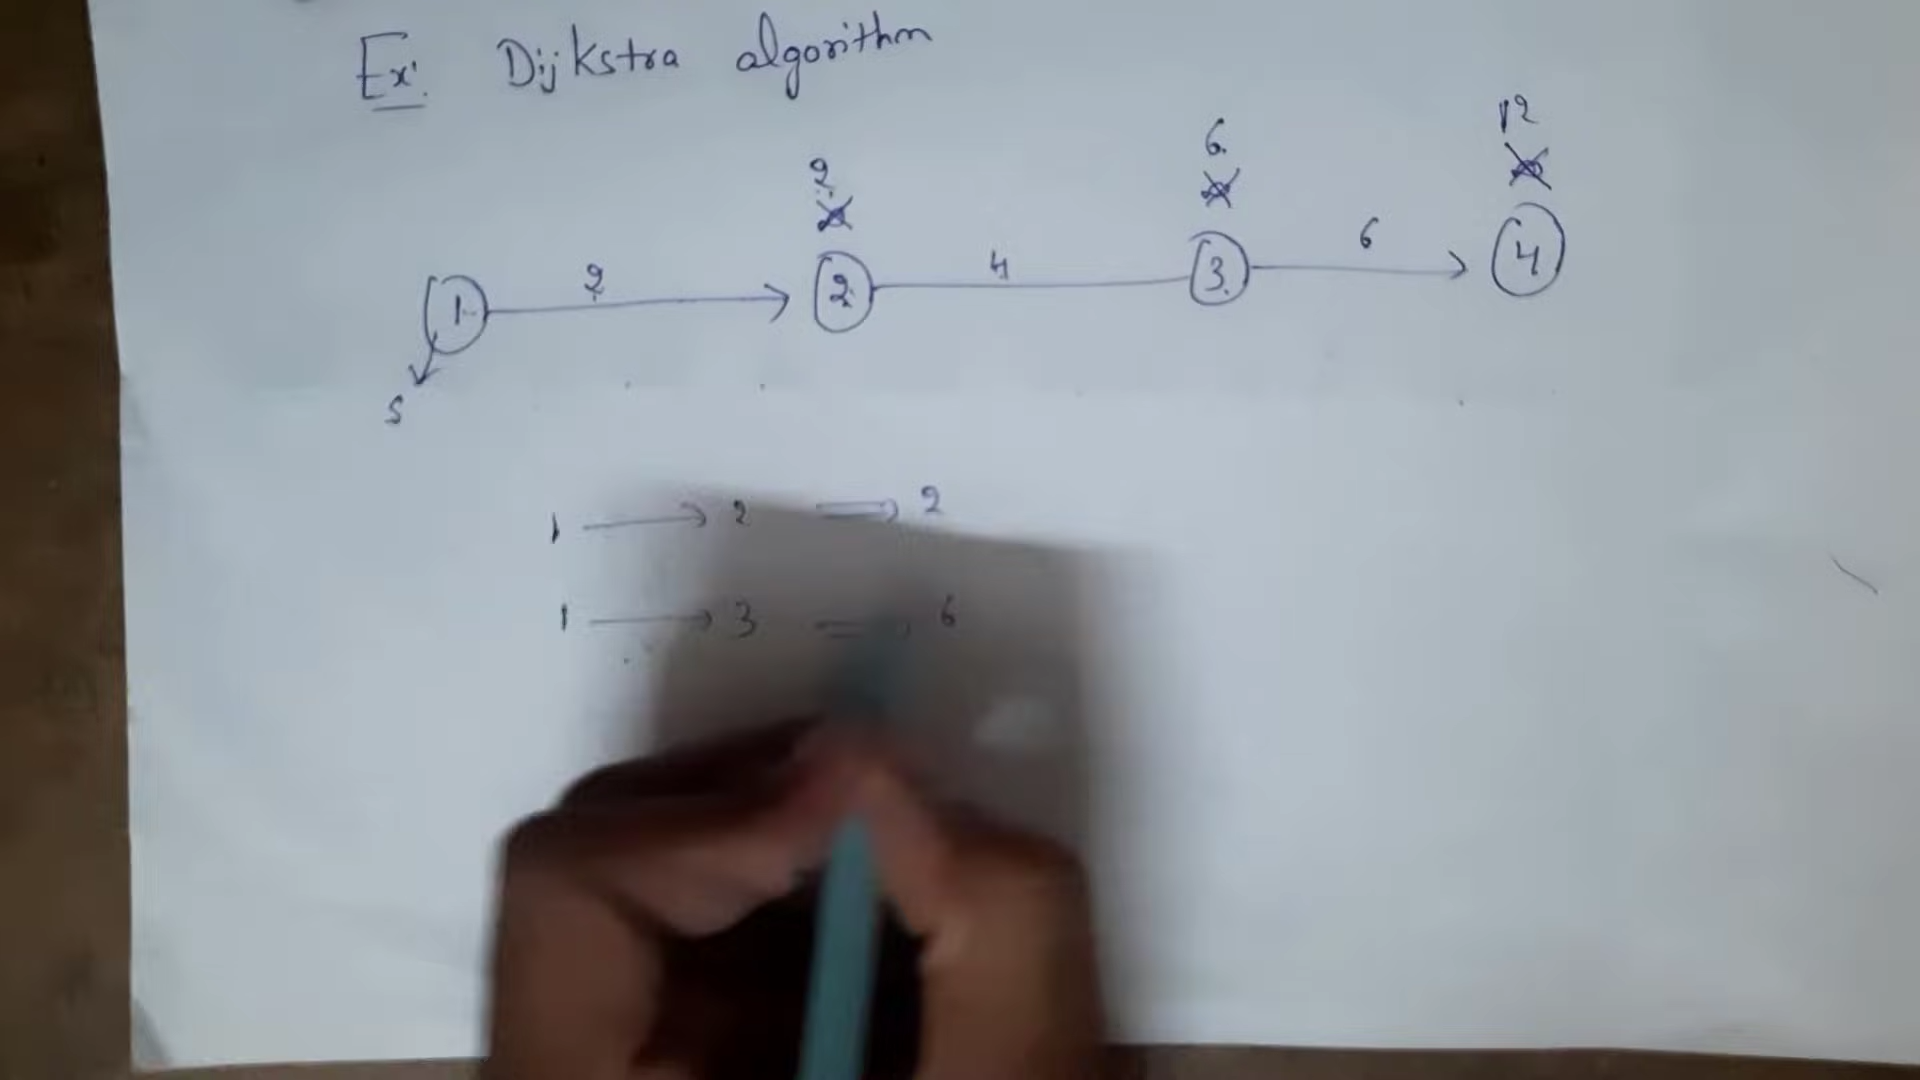 Ex: Dijkstra algorithm
2 6 12
∞ ∞ ∞
1 2 2 4 3 6 4
S
1 → 2 ⇒ 2
1 → 3 ⇒ 6